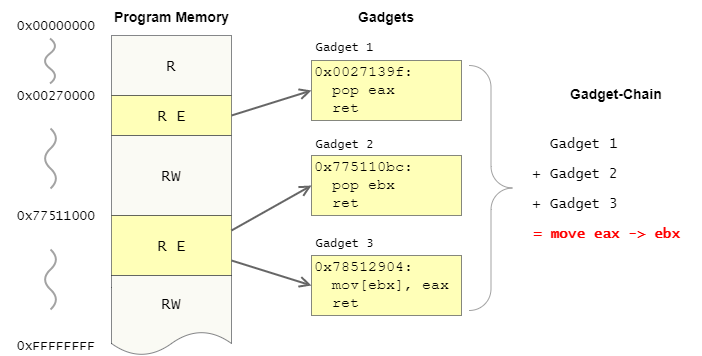 Program Memory
Gadgets
0x00000000
R
0x00270000
R E
RW
0x77511000
R E
RW
0xFFFFFFFF
Gadget 1
0x0027139f:
pop eax
ret
Gadget 2
0x775110bc:
pop ebx
ret
Gadget 3
0x78512904:
mov[ebx], eax
ret
Gadget-Chain
Gadget 1
+ Gadget 2
+ Gadget 3
= move eax -> ebx